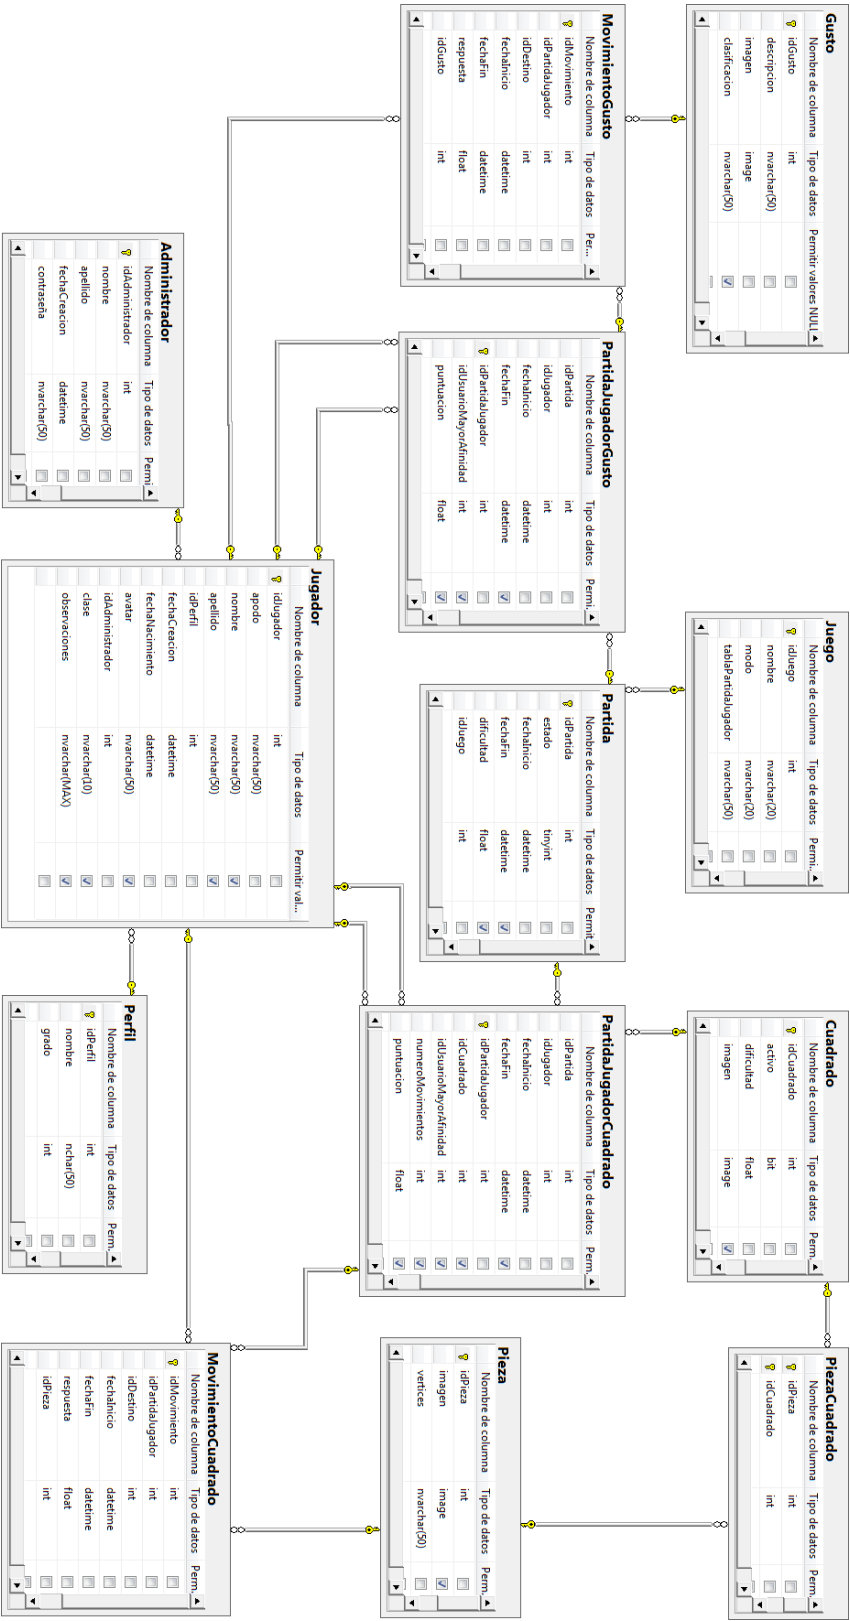 Gusto
Nombre de columna Tipo de datos Permitir valores NULL
idGusto int
descripcion nvarchar(50)
imagen image
clasificacion nvarchar(50)
MovimientoGusto
Nombre de columna Tipo de datos Per...
idMovimiento int
idPartidaJugador int
idDestino int
fechaInicio datetime
fechaFin datetime
respuesta float
idGusto int
Administrador
Nombre de columna Tipo de datos Permi
idAdministrador int
nombre nvarchar(50)
apellido nvarchar(50)
fechaCreacion datetime
contraseña nvarchar(50)
PartidaJugadorGusto
Nombre de columna Tipo de datos Permi.
idPartida int
idJugador int
fechaInicio datetime
fechaFin datetime
idPartidaJugador int
idUsuarioMayorAfinidad int
puntuacion float
Juego
Nombre de columna Tipo de datos Permi.
idJuego int
nombre nvarchar(20)
modo nvarchar(20)
tablaPartidaJugador nvarchar(50)
Partida
Nombre de columna Tipo de datos Permit
idPartida int
estado tinyint
fechaInicio datetime
fechaFin datetime
dificultad float
idJuego int
Jugador
Nombre de columna Tipo de datos Permitir val...
idJugador int
apodo nvarchar(50)
nombre nvarchar(50)
apellido nvarchar(50)
idPerfil int
fechaCreacion datetime
fechaNacimiento datetime
avatar nvarchar(50)
idAdministrador int
clase nvarchar(10)
observaciones nvarchar(MAX)
Cuadrado
Nombre de columna Tipo de datos Perm.
idCuadrado int
activo bit
dificultad float
imagen image
PartidaJugadorCuadrado
Nombre de columna Tipo de datos Perm.
idPartida int
idJugador int
fechaInicio datetime
fechaFin datetime
idPartidaJugador int
idCuadrado int
idUsuarioMayorAfinidad int
numeroMovimientos int
puntuacion float
Perfil
Nombre de columna Tipo de datos Perm.
idPerfil int
nombre nchar(50)
grado int
PiezaCuadrado
Nombre de columna Tipo de datos Perm.
idPieza int
idCuadrado int
Pieza
Nombre de columna Tipo de datos Perm.
idPieza int
imagen image
vertices nvarchar(50)
MovimientoCuadrado
Nombre de columna Tipo de datos Perm.
idMovimiento int
idPartidaJugador int
idDestino int
fechaInicio datetime
fechaFin datetime
respuesta float
idPieza int